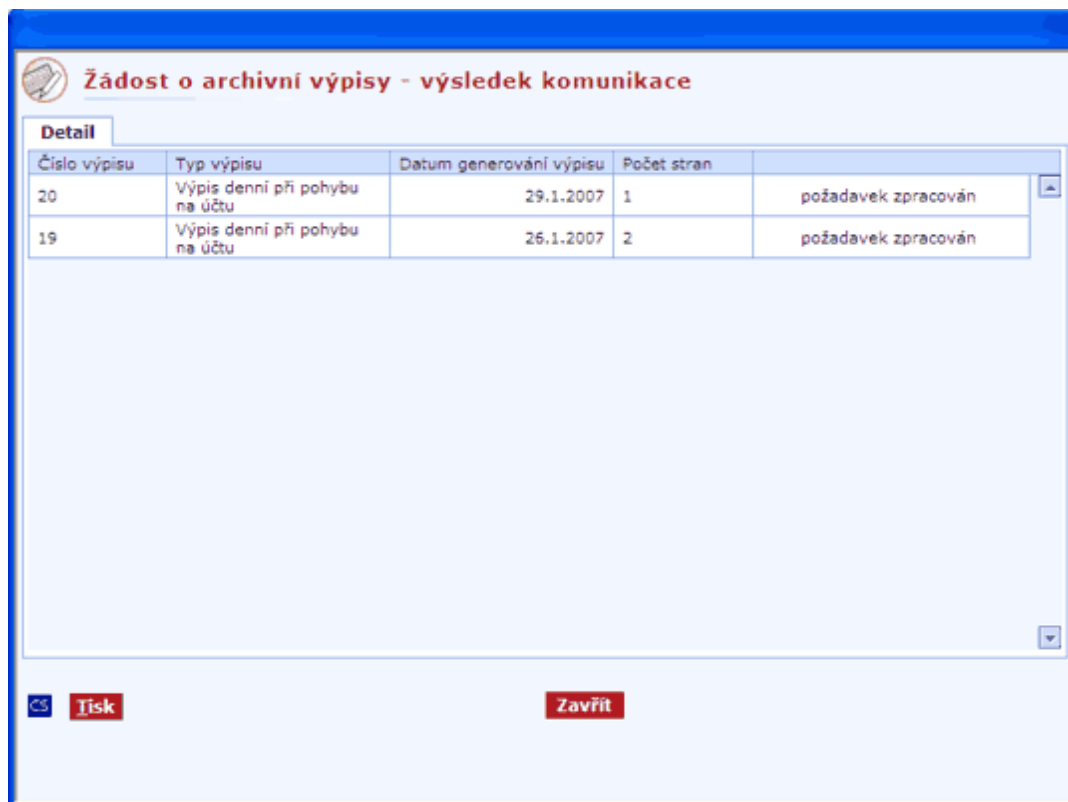 Žádost o archivní výpisy - výsledek komunikace
Detail
Číslo výpisu Typ výpisu Datum generování výpisu Počet stran
20 Výpis denní při pohybu na účtu 29.1.2007 1 požadavek zpracován
19 Výpis denní při pohybu na účtu 26.1.2007 2 požadavek zpracován
CS Tisk Zavřít